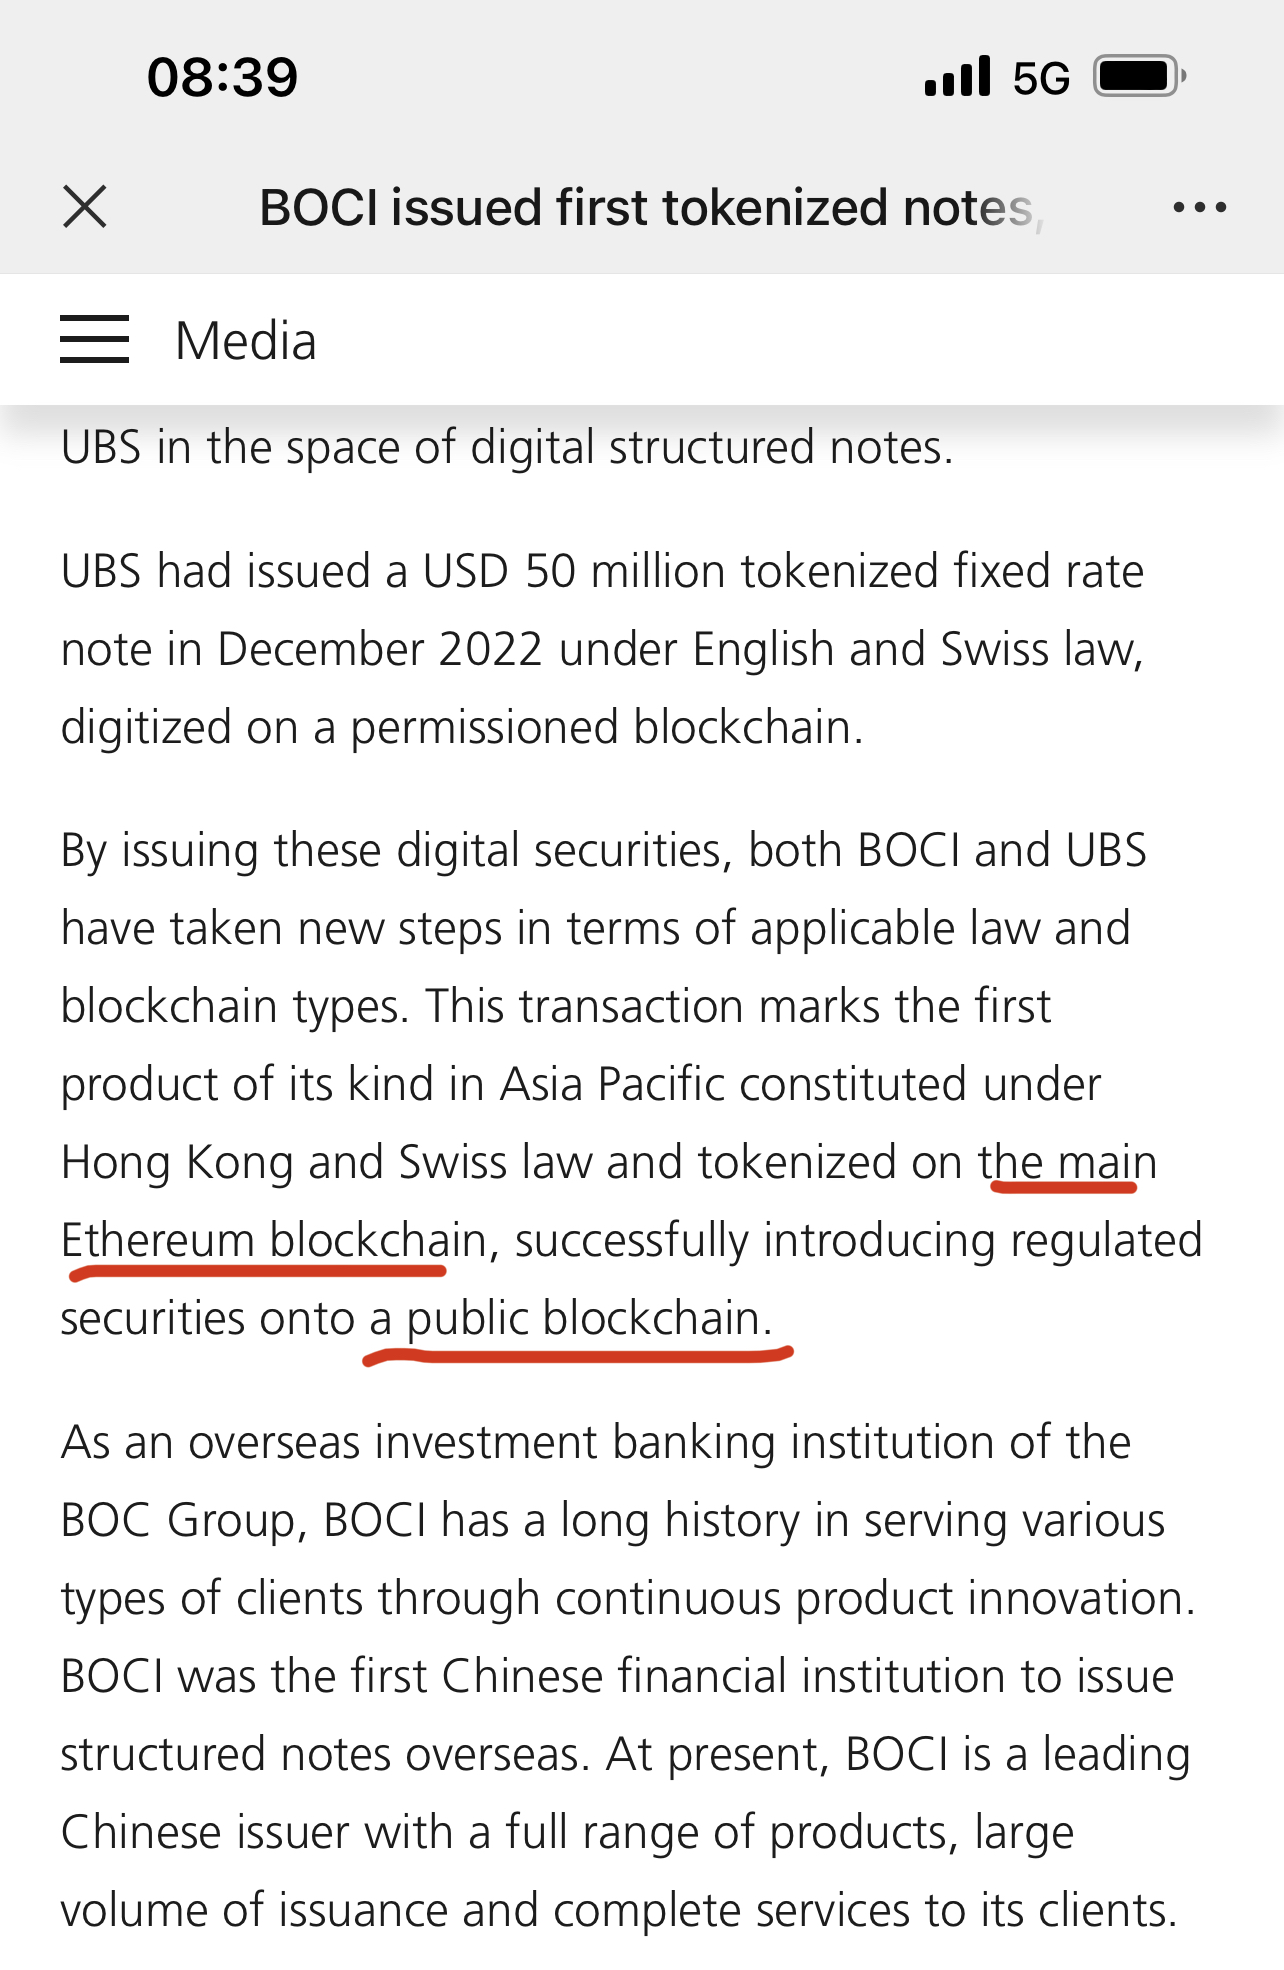 08:39
5G
BOCI issued first tokenized notes,
Media
UBS in the space of digital structured notes.
UBS had issued a USD 50 million tokenized fixed rate
note in December 2022 under English and Swiss law,
digitized on a permissioned blockchain.
By issuing these digital securities, both BOCI and UBS
have taken new steps in terms of applicable law and
blockchain types. This transaction marks the first
product of its kind in Asia Pacific constituted under
Hong Kong and Swiss law and tokenized on the main
Ethereum blockchain, successfully introducing regulated
securities onto a public blockchain.
As an overseas investment banking institution of the
BOC Group, BOCI has a long history in serving various
types of clients through continuous product innovation.
BOCI was the first Chinese financial institution to issue
structured notes overseas. At present, BOCI is a leading
Chinese issuer with a full range of products, large
volume of issuance and complete services to its clients.